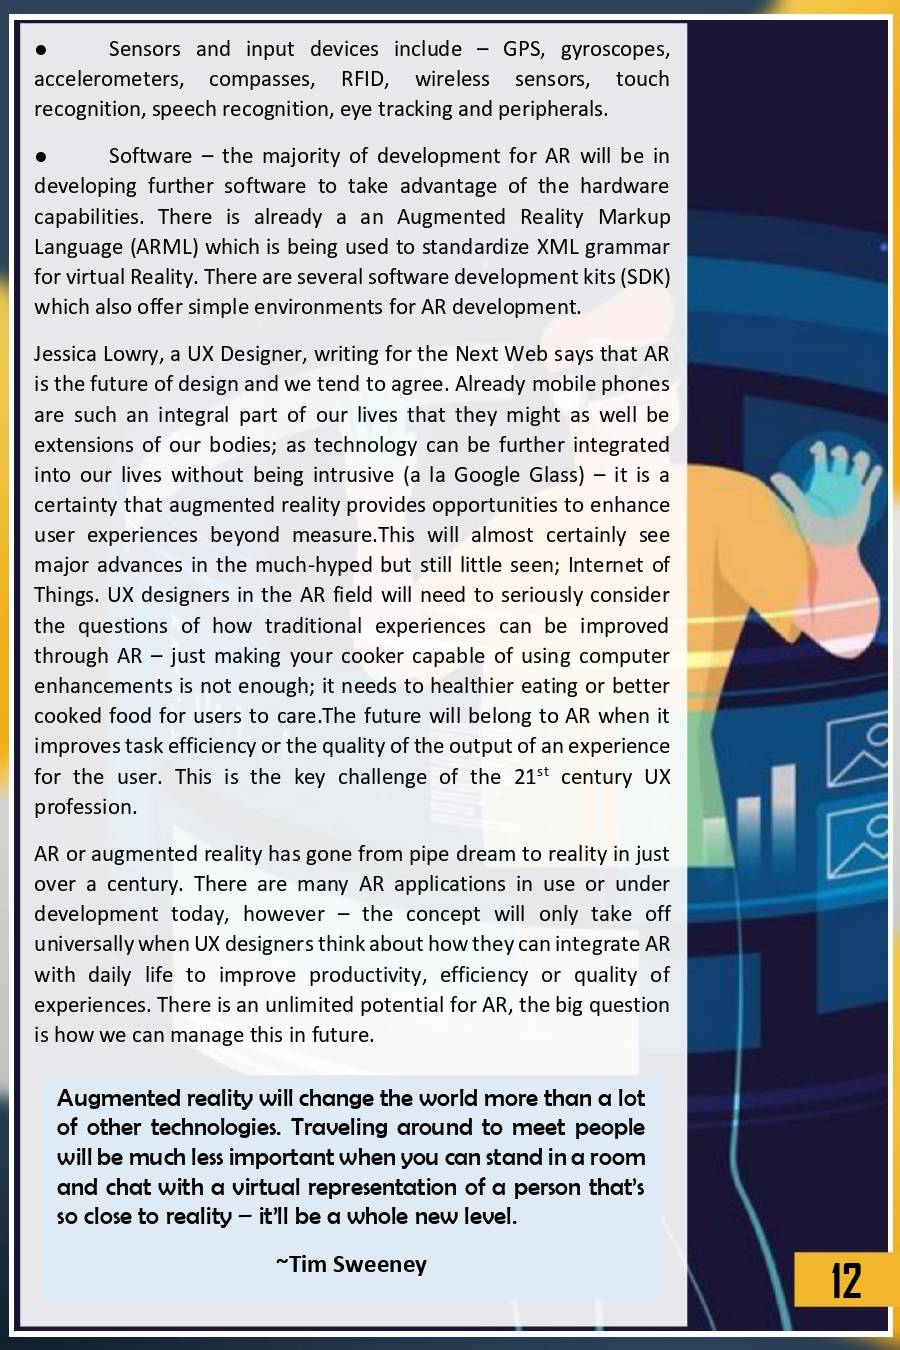 ● Sensors and input devices include – GPS, gyroscopes,
accelerometers, compasses, RFID, wireless sensors, touch
recognition, speech recognition, eye tracking and peripherals.
● Software – the majority of development for AR will be in
developing further software to take advantage of the hardware
capabilities. There is already a an Augmented Reality Markup
Language (ARML) which is being used to standardize XML grammar
for virtual Reality. There are several software development kits (SDK)
which also offer simple environments for AR development.
Jessica Lowry, a UX Designer, writing for the Next Web says that AR
is the future of design and we tend to agree. Already mobile phones
are such an integral part of our lives that they might as well be
extensions of our bodies; as technology can be further integrated
into our lives without being intrusive (a la Google Glass) – it is a
certainty that augmented reality provides opportunities to enhance
user experiences beyond measure.This will almost certainly see
major advances in the much-hyped but still little seen; Internet of
Things. UX designers in the AR field will need to seriously consider
the questions of how traditional experiences can be improved
through AR – just making your cooker capable of using computer
enhancements is not enough; it needs to healthier eating or better
cooked food for users to care.The future will belong to AR when it
improves task efficiency or the quality of the output of an experience
for the user. This is the key challenge of the 21st century UX
profession.
AR or augmented reality has gone from pipe dream to reality in just
over a century. There are many AR applications in use or under
development today, however – the concept will only take off
universally when UX designers think about how they can integrate AR
with daily life to improve productivity, efficiency or quality of
experiences. There is an unlimited potential for AR, the big question
is how we can manage this in future.
Augmented reality will change the world more than a lot
of other technologies. Traveling around to meet people
will be much less important when you can stand in a room
and chat with a virtual representation of a person that's
so close to reality – it'll be a whole new level.
~Tim Sweeney
12